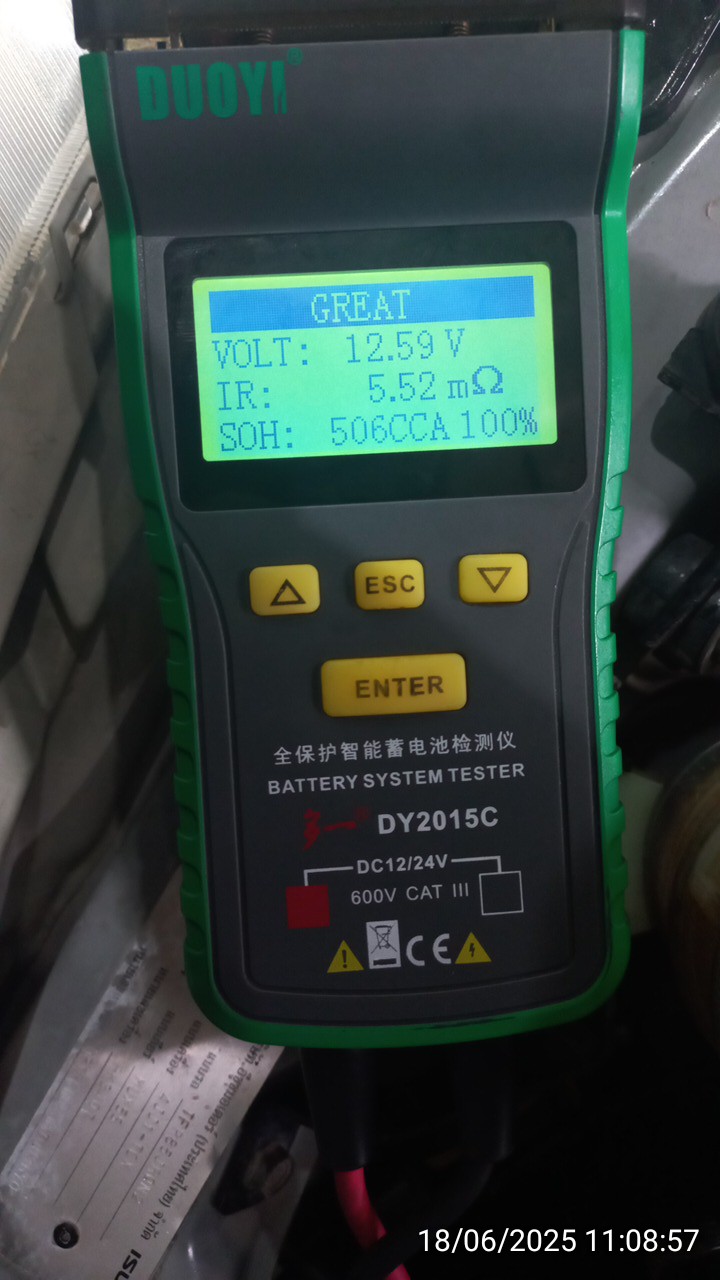 DUOYI®
GREAT
VOLT: 12.59 V
IR: 5.52 mΩ
SOH: 506CCA 100%
ESC
ENTER
全保护智能蓄电池检测仪
BATTERY SYSTEM TESTER
DY2015C
DC12/24V
600V CAT III
CE
18/06/2025 11:08:57